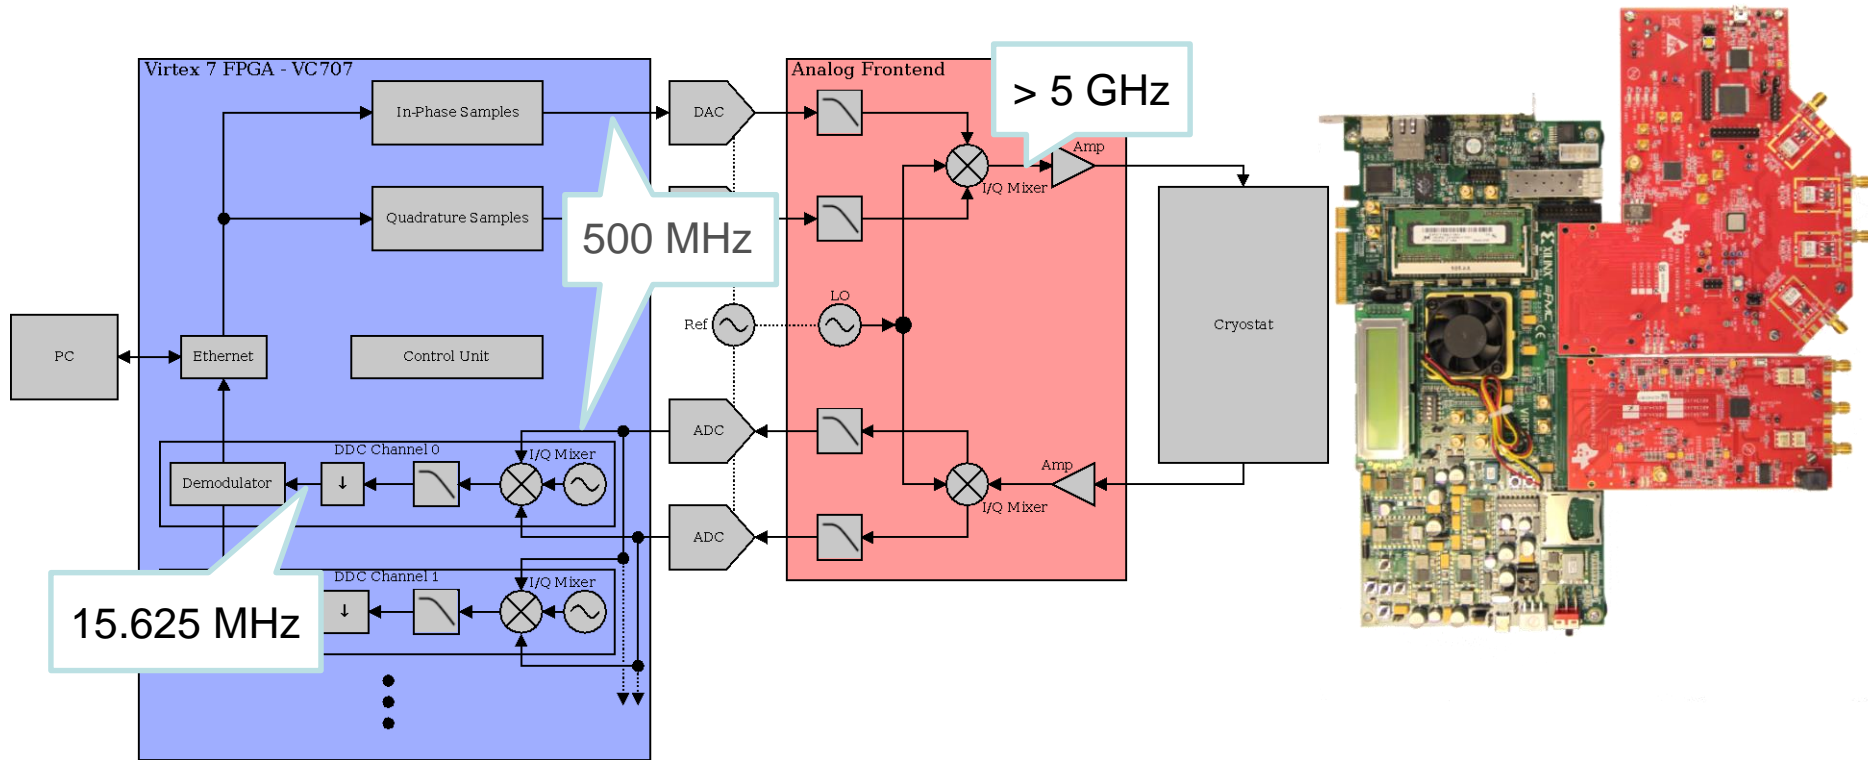 Virtex 7 FPGA - VC707
Analog Frontend
> 5 GHz
In-Phase Samples
DAC
Amp
I/Q Mixer
Quadrature Samples
500 MHz
LO
Ref
Cryostat
PC
Ethernet
Control Unit
DDC Channel 0
I/Q Mixer
ADC
Demodulator
↓
Amp
I/Q Mixer
ADC
DDC Channel 1
I/Q Mixer
↓
15.625 MHz
XILINX